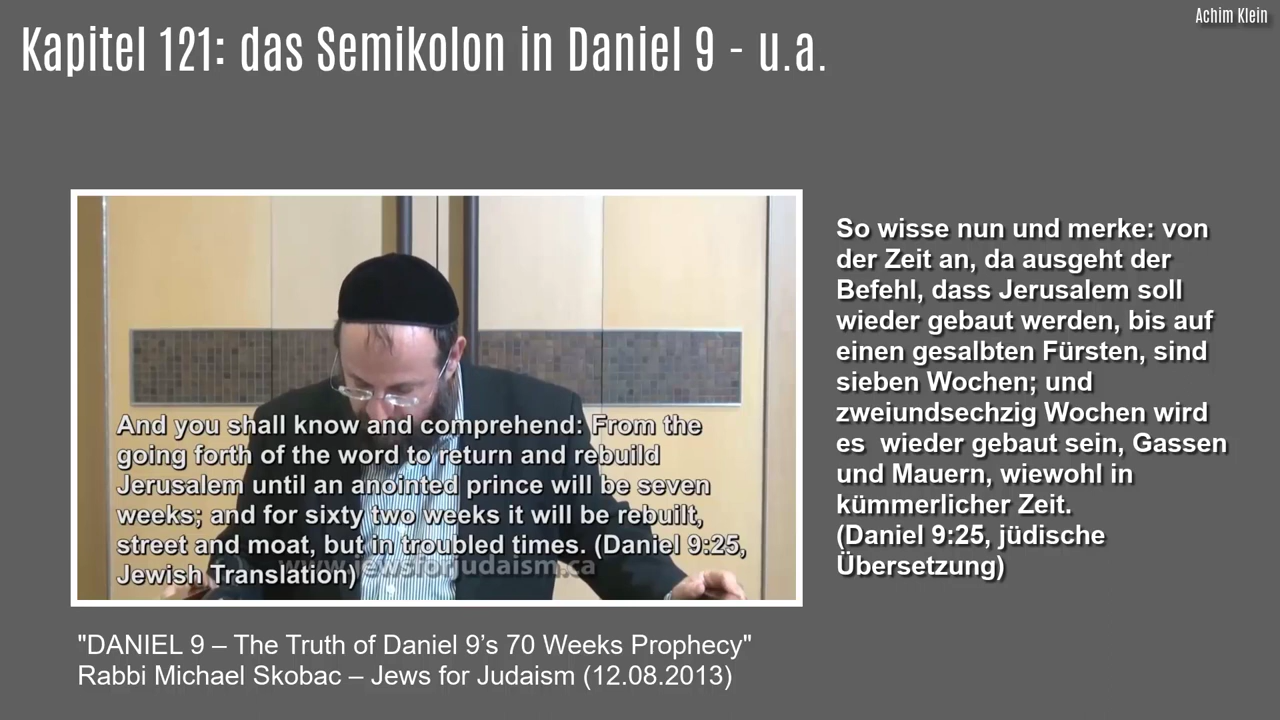 Achim Klein
Kapitel 121: das Semikolon in Daniel 9 - u.a.
And you shall know and comprehend: From the
going forth of the word to return and rebuild
Jerusalem until an anointed prince will be seven
weeks; and for sixty two weeks it will be rebuilt,
street and moat, but in troubled times. (Daniel 9:25,
Jewish Translation)
www.jewsforjudaism.ca
So wisse nun und merke: von
der Zeit an, da ausgeht der
Befehl, dass Jerusalem soll
wieder gebaut werden, bis auf
einen gesalbten Fürsten, sind
sieben Wochen; und
zweiundsechzig Wochen wird
es  wieder gebaut sein, Gassen
und Mauern, wiewohl in
kümmerlicher Zeit.
(Daniel 9:25, jüdische
Übersetzung)
"DANIEL 9 – The Truth of Daniel 9’s 70 Weeks Prophecy"
Rabbi Michael Skobac – Jews for Judaism (12.08.2013)